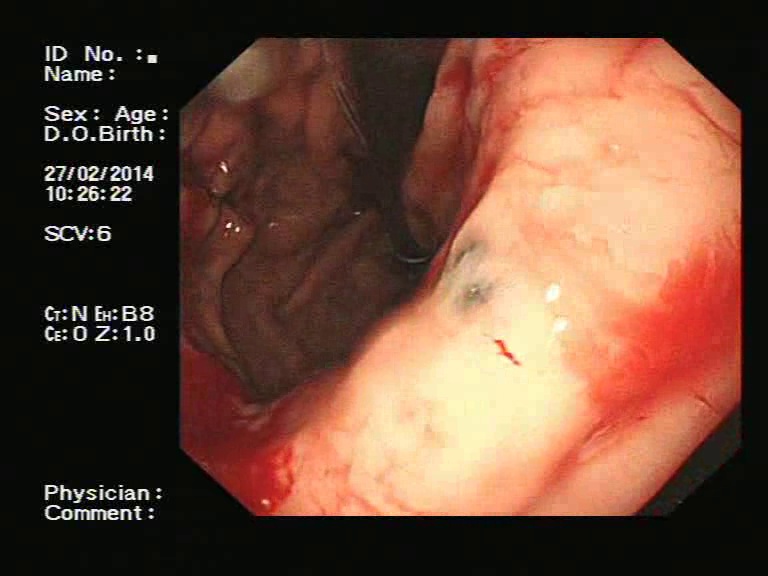 ID No. :
Name:
Sex: Age:
D.O.Birth:
27/02/2014
10:26:22
SCV:6
CT:N EH:B8
CE:0 Z:1.0
Physician:
Comment: